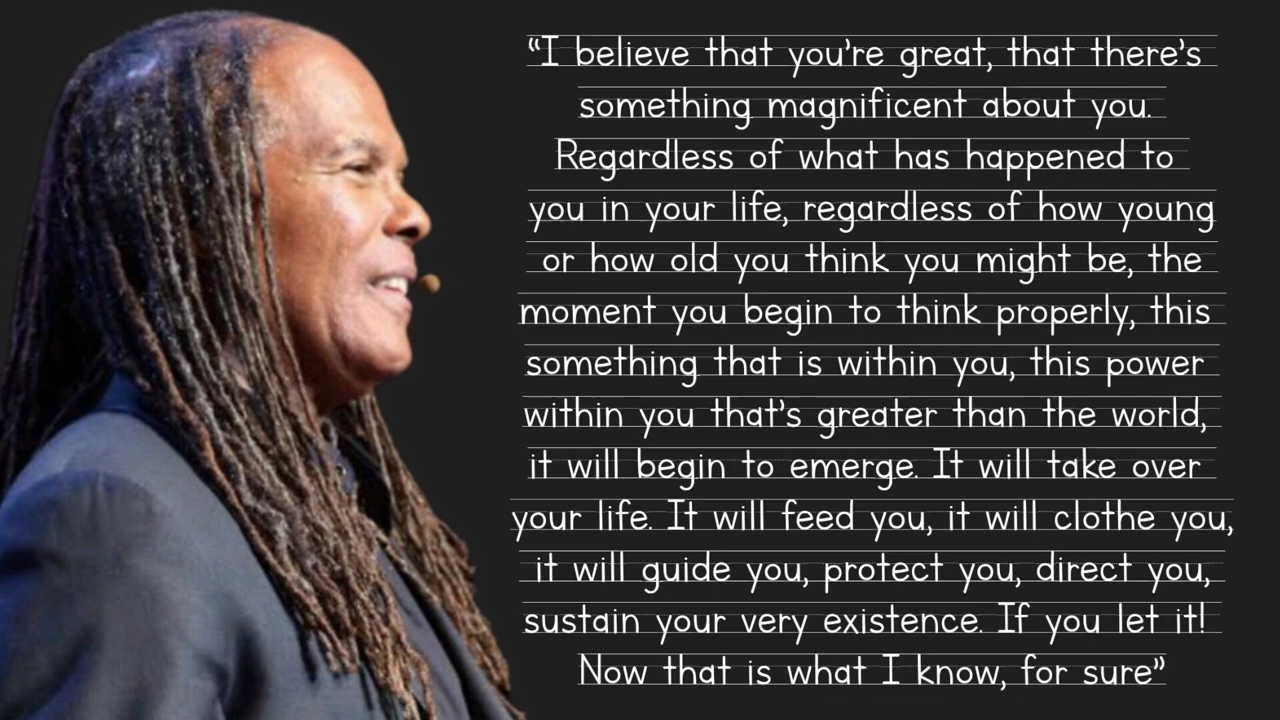 “I believe that you’re great, that there’s
something magnificent about you.
Regardless of what has happened to
you in your life, regardless of how young
or how old you think you might be, the
moment you begin to think properly, this
something that is within you, this power
within you that’s greater than the world,
it will begin to emerge. It will take over
your life. It will feed you, it will clothe you,
it will guide you, protect you, direct you,
sustain your very existence. If you let it!
Now that is what I know, for sure”